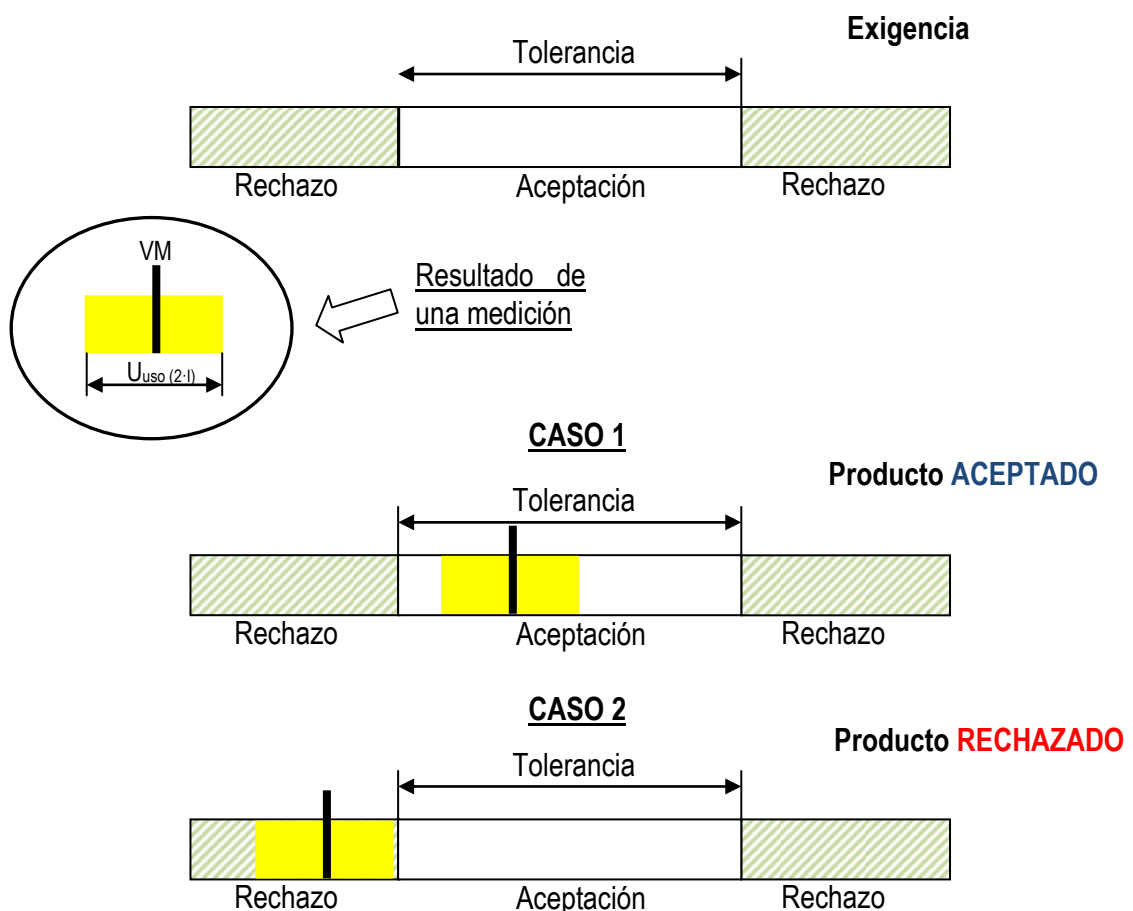 Exigencia
Tolerancia
Rechazo Aceptación Rechazo
VM
Resultado de
una medición
Uuso (2·I)
CASO 1
Producto ACEPTADO
Tolerancia
Rechazo Aceptación Rechazo
CASO 2
Producto RECHAZADO
Tolerancia
Rechazo Aceptación Rechazo